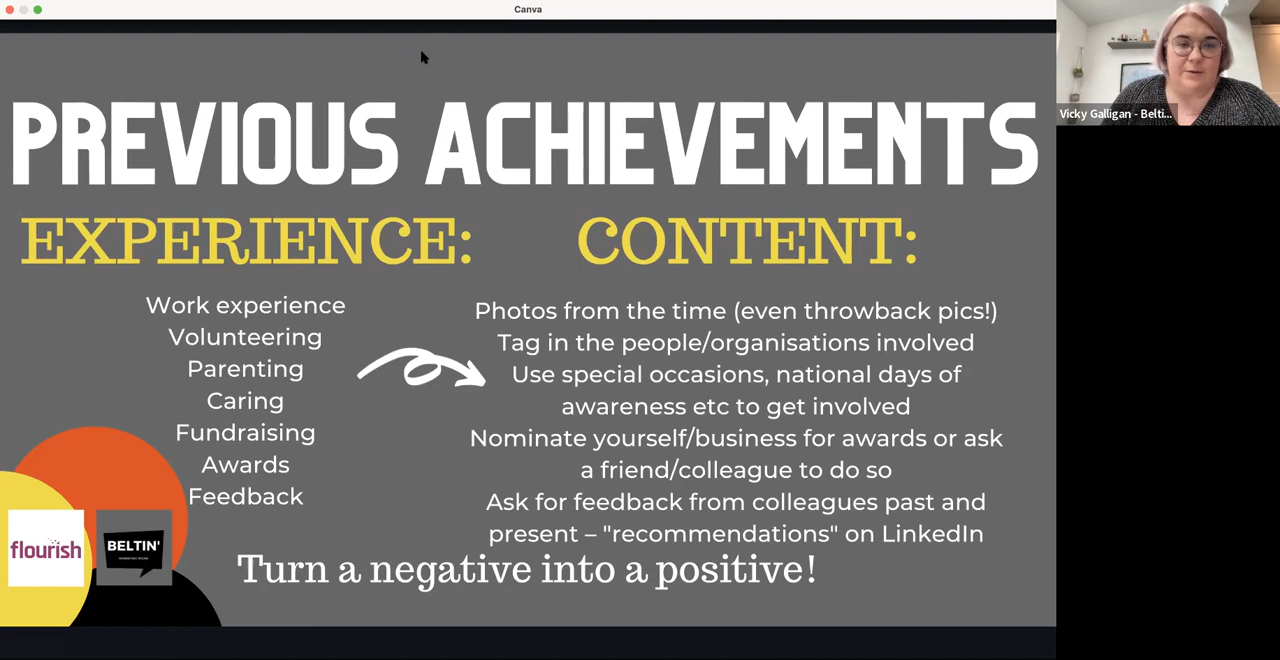 Canva
PREVIOUS ACHIEVEMENTS
EXPERIENCE:
Work experience
Volunteering
Parenting
Caring
Fundraising
Awards
Feedback
CONTENT:
Photos from the time (even throwback pics!)
Tag in the people/organisations involved
Use special occasions, national days of
awareness etc to get involved
Nominate yourself/business for awards or ask
a friend/colleague to do so
Ask for feedback from colleagues past and
present – "recommendations" on LinkedIn
Turn a negative into a positive!
flourish
BELTIN'
Vicky Galligan - Belti...